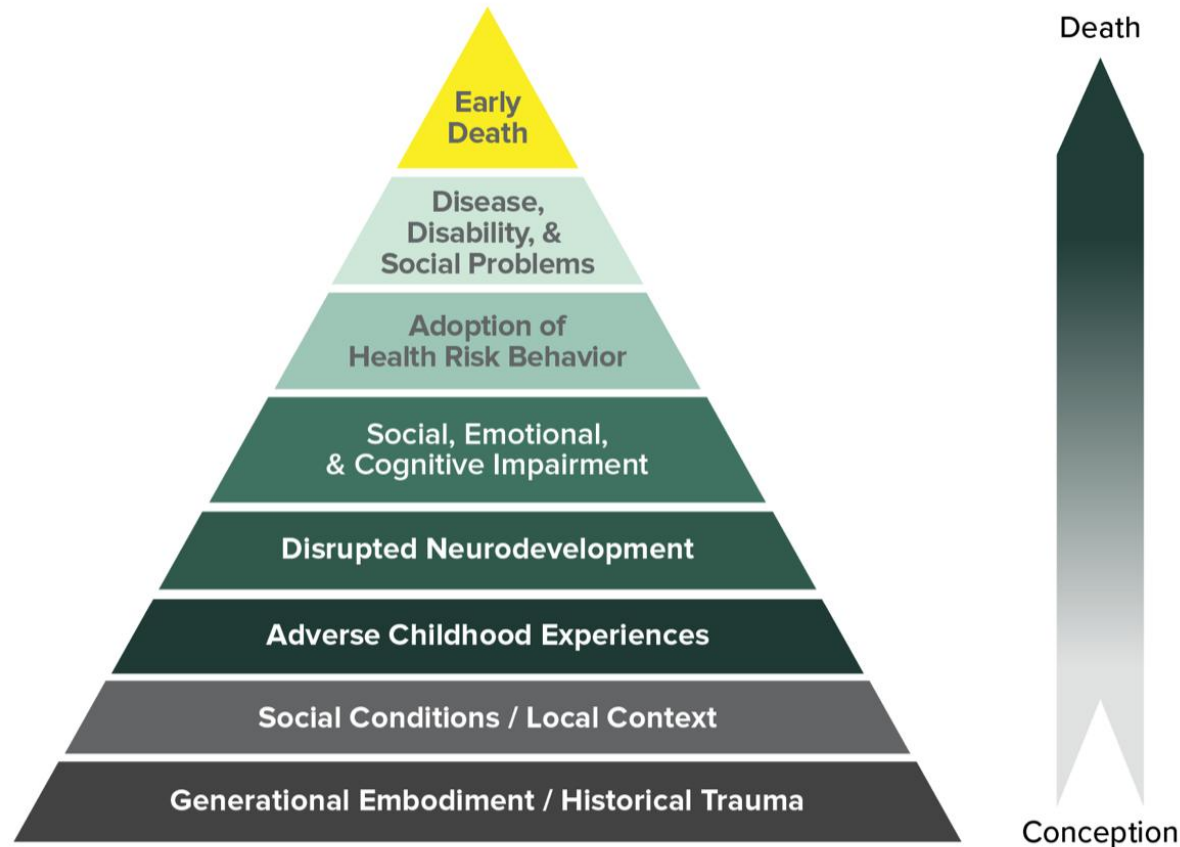 Death
Early
Death
Disease,
Disability, &
Social Problems
Adoption of
Health Risk Behavior
Social, Emotional,
& Cognitive Impairment
Disrupted Neurodevelopment
Adverse Childhood Experiences
Social Conditions / Local Context
Generational Embodiment / Historical Trauma
Conception